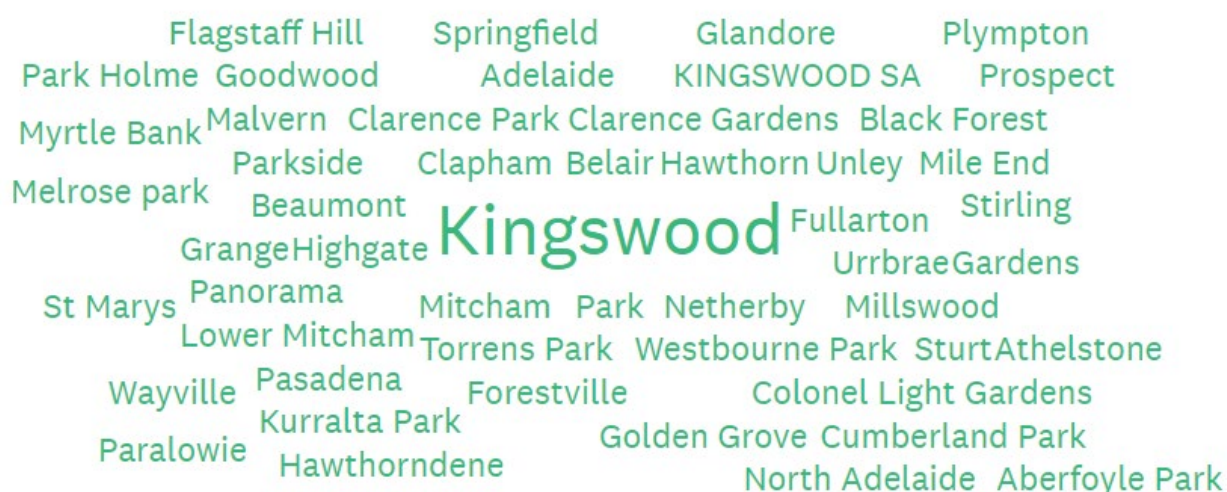 Flagstaff Hill Springfield Glandore Plympton
Park Holme Goodwood Adelaide KINGSWOOD SA Prospect
Myrtle Bank Malvern Clarence Park Clarence Gardens Black Forest
Parkside Clapham Belair Hawthorn Unley Mile End
Melrose park Beaumont Kingswood Fullarton Stirling
Grange Highgate Urrbrae Gardens
St Marys Panorama Mitcham Park Netherby Millswood
Lower Mitcham Torrens Park Westbourne Park Sturt Athelstone
Wayville Pasadena Forestville Colonel Light Gardens
Kurralta Park Golden Grove Cumberland Park
Paralowie Hawthorndene North Adelaide Aberfoyle Park